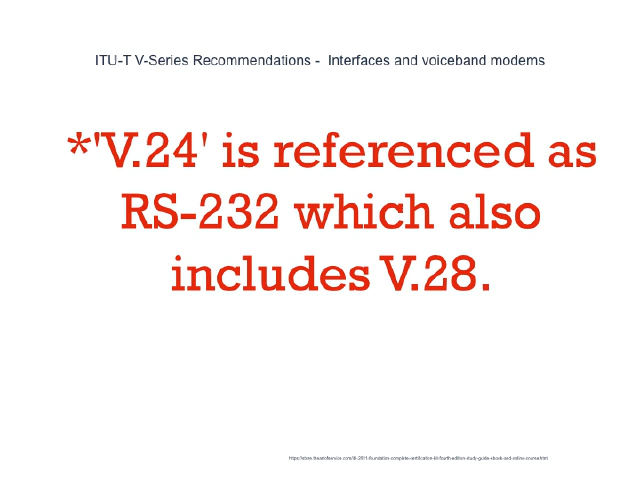 ITU-T V-Series Recommendations - Interfaces and voiceband modems
*'V.24' is referenced as
RS-232 which also
includes V.28.